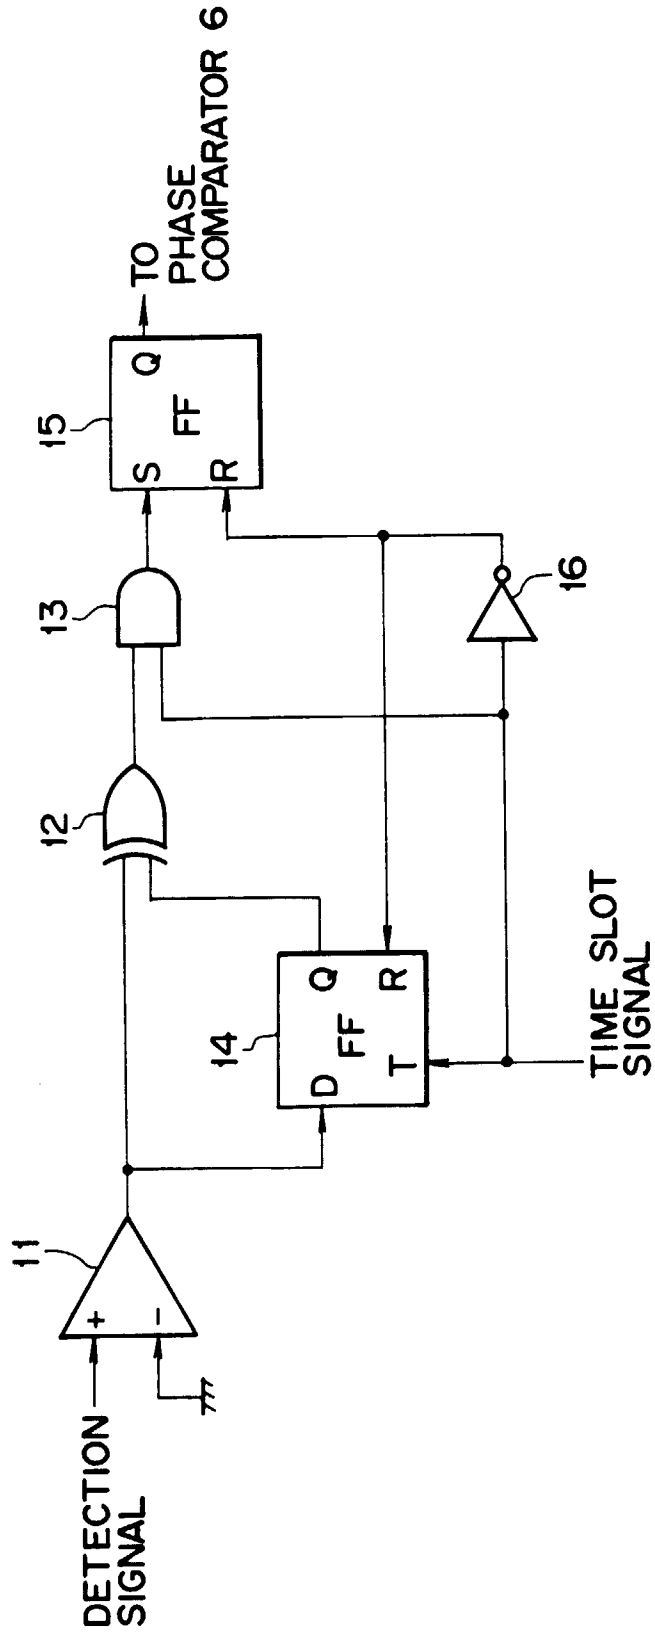 DETECTION
SIGNAL
11
+
−
12
13
14
D
Q
FF
T
R
15
S
Q
FF
R
16
TO
PHASE
COMPARATOR 6
TIME SLOT
SIGNAL